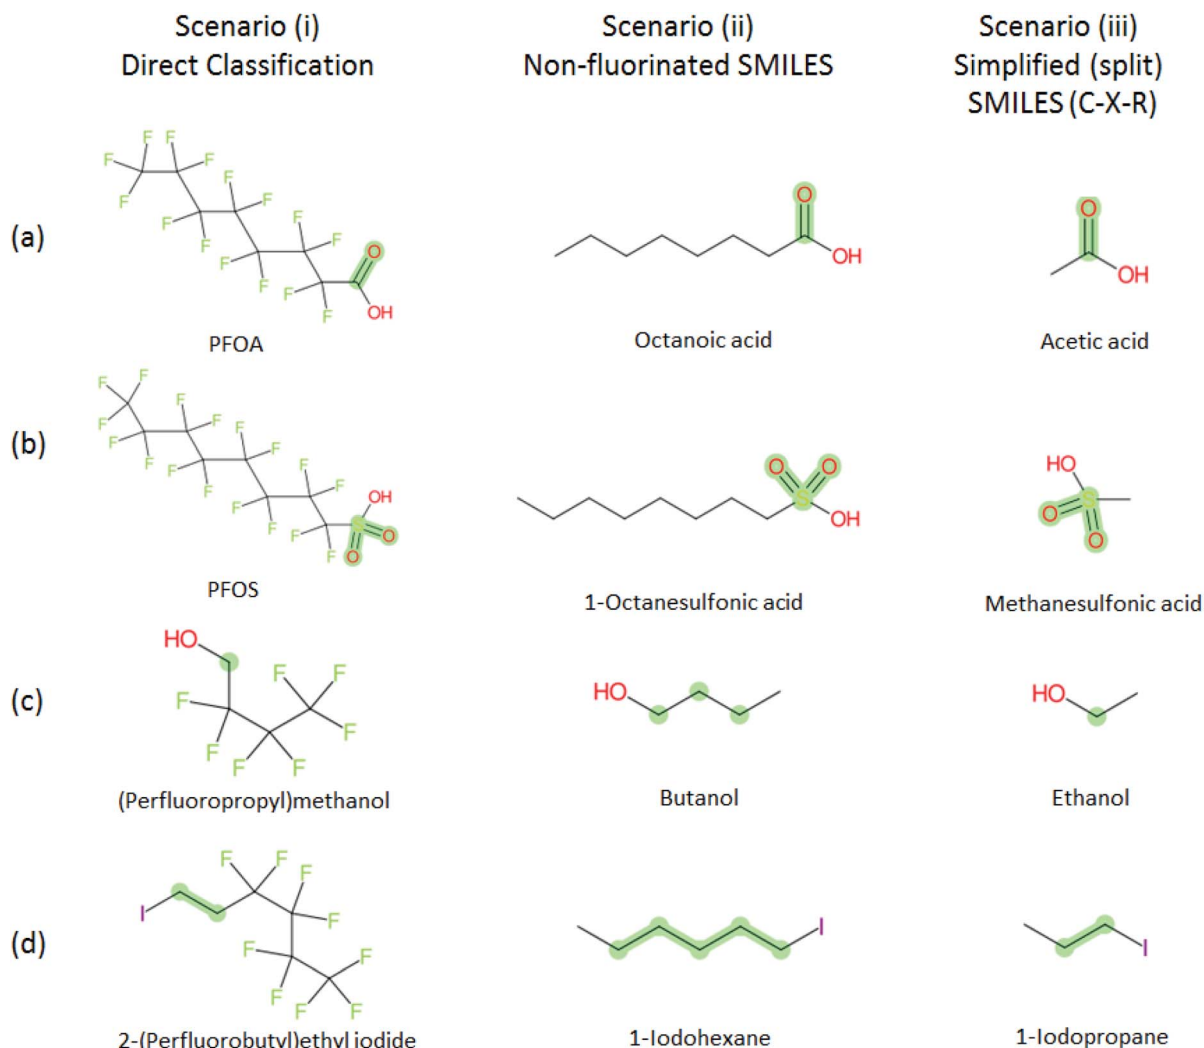 Scenario (i)
Direct Classification
Scenario (ii)
Non-fluorinated SMILES
Scenario (iii)
Simplified (split)
SMILES (C-X-R)
(a)
F F F F F F F F F F F F F F F O OH
PFOA
O OH
Octanoic acid
O OH
Acetic acid
(b)
F F F F F F F F F F F F F F F F F OH S O O
PFOS
O O S OH
1-Octanesulfonic acid
HO S O O
Methanesulfonic acid
(c)
HO F F F F F F F
(Perfluoropropyl)methanol
HO
Butanol
HO
Ethanol
(d)
I F F F F F F F F F
2-(Perfluorobutyl)ethyl iodide
I
1-Iodohexane
I
1-Iodopropane